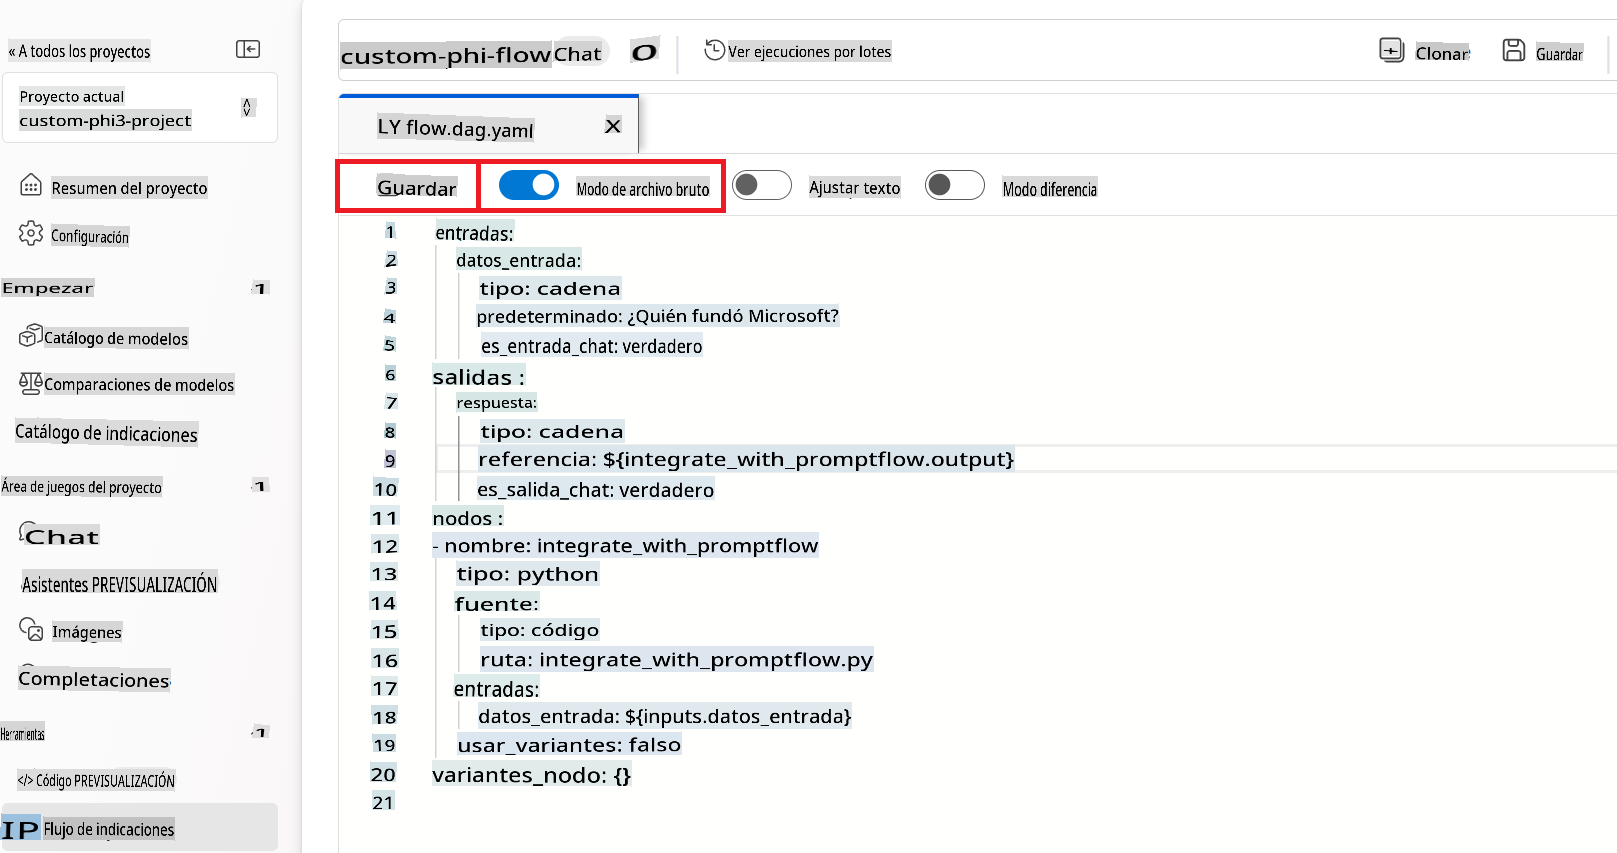 « A todos los proyectos
Proyecto actual
custom-phi3-project
Resumen del proyecto
Configuración
Empezar
Catálogo de modelos
Comparaciones de modelos
Catálogo de indicaciones
Área de juegos del proyecto
Chat
Asistentes PREVISUALIZACIÓN
Imágenes
Completaciones
Herramientas
</> Código PREVISUALIZACIÓN
IP Flujo de indicaciones
custom-phi-flow Chat O
Ver ejecuciones por lotes
Clonar
Guardar
LY flow.dag.yaml X
Guardar
Modo de archivo bruto
Ajustar texto
Modo diferencia
1 entradas:
2 datos_entrada:
3 tipo: cadena
4 predeterminado: ¿Quién fundó Microsoft?
5 es_entrada_chat: verdadero
6 salidas :
7 respuesta:
8 tipo: cadena
9 referencia: ${integrate_with_promptflow.output}
10 es_salida_chat: verdadero
11 nodos :
12 - nombre: integrate_with_promptflow
13 tipo: python
14 fuente:
15 tipo: código
16 ruta: integrate_with_promptflow.py
17 entradas:
18 datos_entrada: ${inputs.datos_entrada}
19 usar_variantes: falso
20 variantes_nodo: {}
21